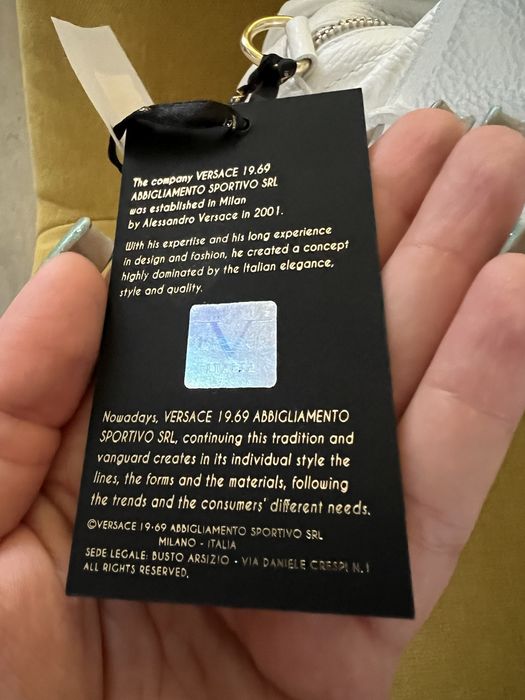 The company VERSACE 19.69
ABBIGLIAMENTO SPORTIVO SRL
was established in Milan
by Alessandro Versace in 2001.
With his expertise and his long experience
in design and fashion, he created a concept
highly dominated by the Italian elegance,
style and quality.
V
Nowadays, VERSACE 19.69 ABBIGLIAMENTO
SPORTIVO SRL, continuing this tradition and
vanguard creates in its individual style the
lines, the forms and the materials, following
the trends and the consumers' different needs.
©VERSACE 19•69 ABBIGLIAMENTO SPORTIVO SRL
MILANO - ITALIA
SEDE LEGALE: BUSTO ARSIZIO • VIA DANIELE CRESPI N.1
ALL RIGHTS RESERVED.